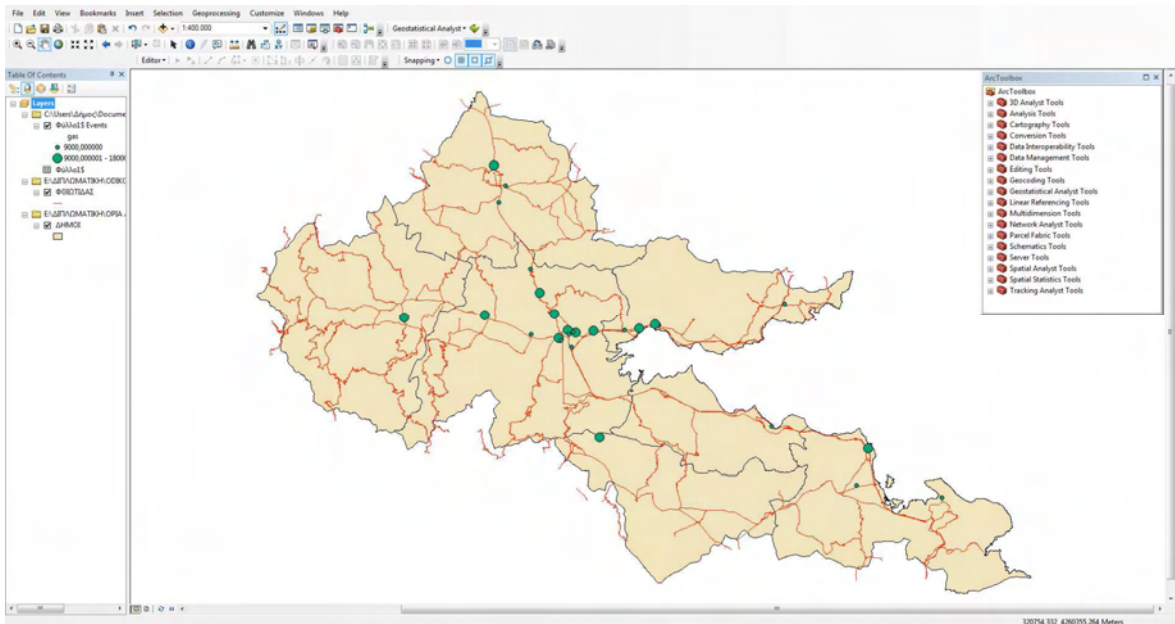 File Edit View Bookmarks Insert Selection Geoprocessing Customize Windows Help
1:400.000 Geostatistical Analyst
Editor Snapping
Table Of Contents
Layers
C:\Users\Δήμος\Docume
Φύλλο1$ Events
gas
9000,000000
9000,000001 - 1800
Φύλλο1$
E:\ΔΙΠΛΩΜΑΤΙΚΗ\ΟΔΙΚΟ
ΦΘΙΩΤΙΔΑΣ
E:\ΔΙΠΛΩΜΑΤΙΚΗ\ΟΡΙΑ
ΔΗΜΟΙ
ArcToolbox
ArcToolbox
3D Analyst Tools
Analysis Tools
Cartography Tools
Conversion Tools
Data Interoperability Tools
Data Management Tools
Editing Tools
Geocoding Tools
Geostatistical Analyst Tools
Linear Referencing Tools
Multidimension Tools
Network Analyst Tools
Parcel Fabric Tools
Schematics Tools
Server Tools
Spatial Analyst Tools
Spatial Statistics Tools
Tracking Analyst Tools
320754,332 4260355,264 Meters